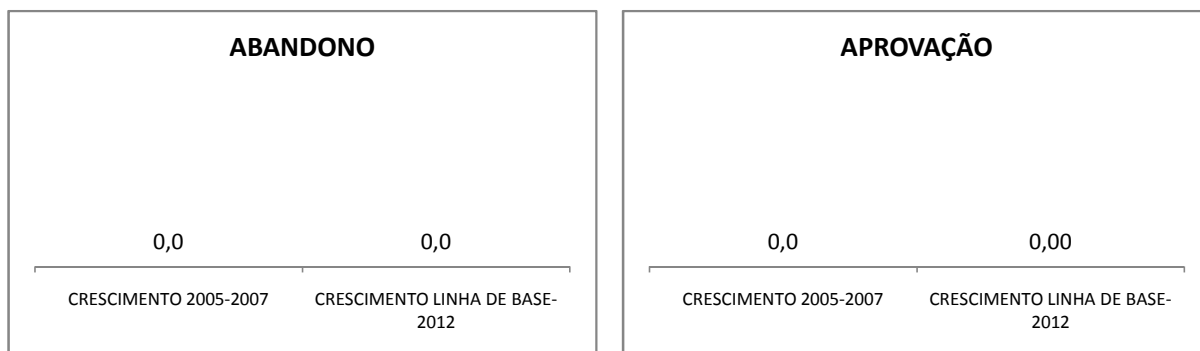 ABANDONO
0,0
0,0
CRESCIMENTO 2005-2007
CRESCIMENTO LINHA DE BASE-
2012
APROVAÇÃO
0,0
0,00
CRESCIMENTO 2005-2007
CRESCIMENTO LINHA DE BASE-
2012